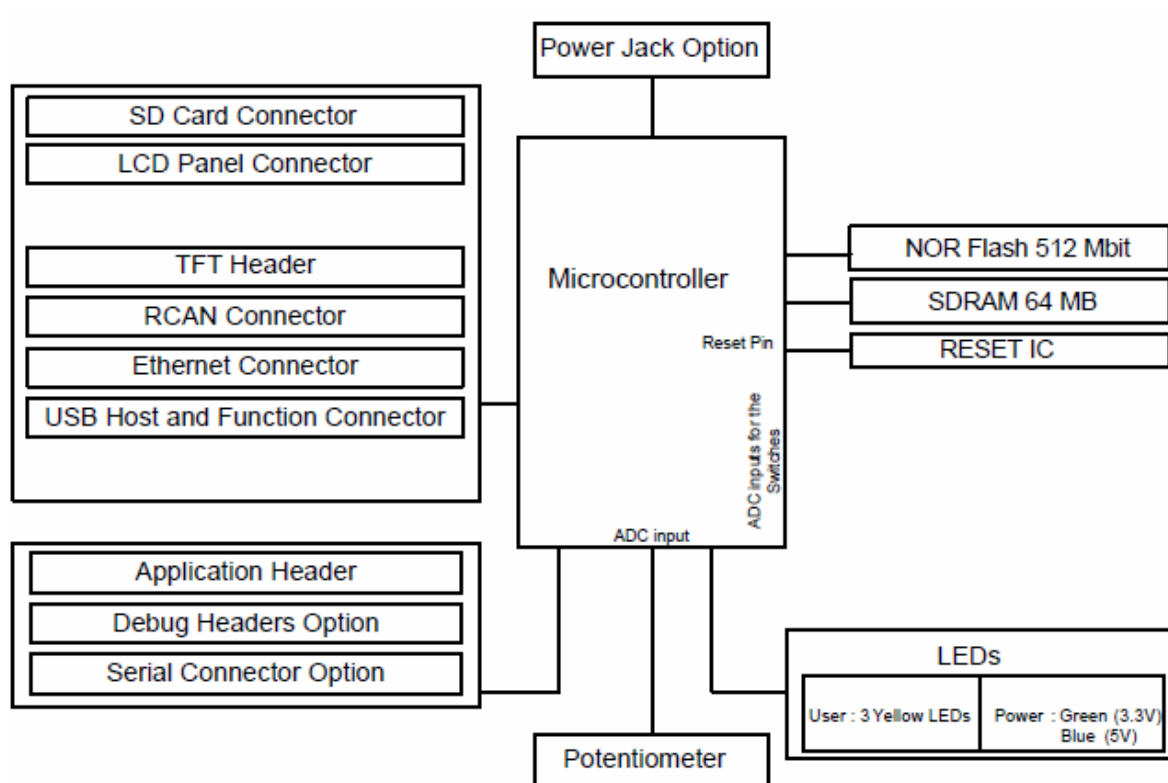 Power Jack Option
SD Card Connector
LCD Panel Connector
TFT Header
RCAN Connector
Ethernet Connector
USB Host and Function Connector
Microcontroller
Reset Pin
ADC inputs for the
Switches
ADC input
NOR Flash 512 Mbit
SDRAM 64 MB
RESET IC
Application Header
Debug Headers Option
Serial Connector Option
Potentiometer
LEDs
User : 3 Yellow LEDs
Power : Green (3.3V)
Blue (5V)